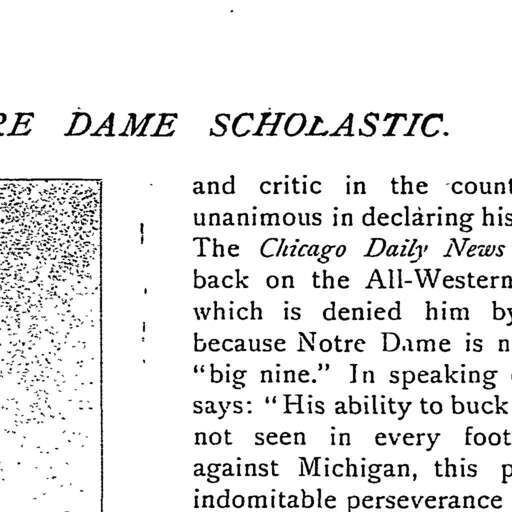 RE DAME SCHOLASTIC.
and critic in the count
unanimous in declaring his
The Chicago Daily News
back on the All-Western
which is denied him by
because Notre Dame is n
"big nine." In speaking
says: "His ability to buck
not seen in every foot
against Michigan, this p
indomitable perseverance